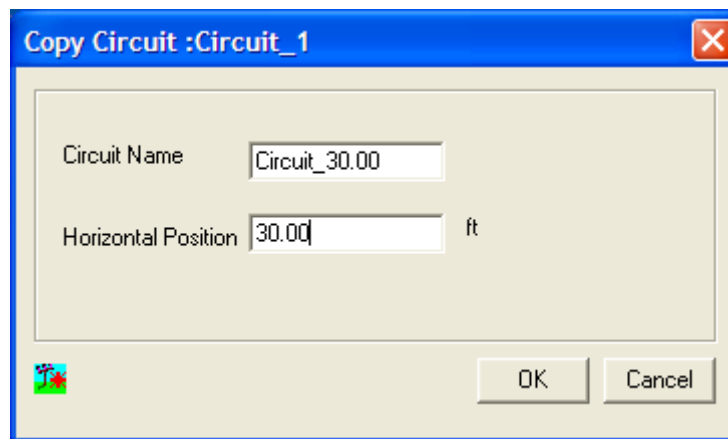 Copy Circuit :Circuit_1
Circuit Name Circuit_30.00
Horizontal Position 30.00 ft
OK Cancel